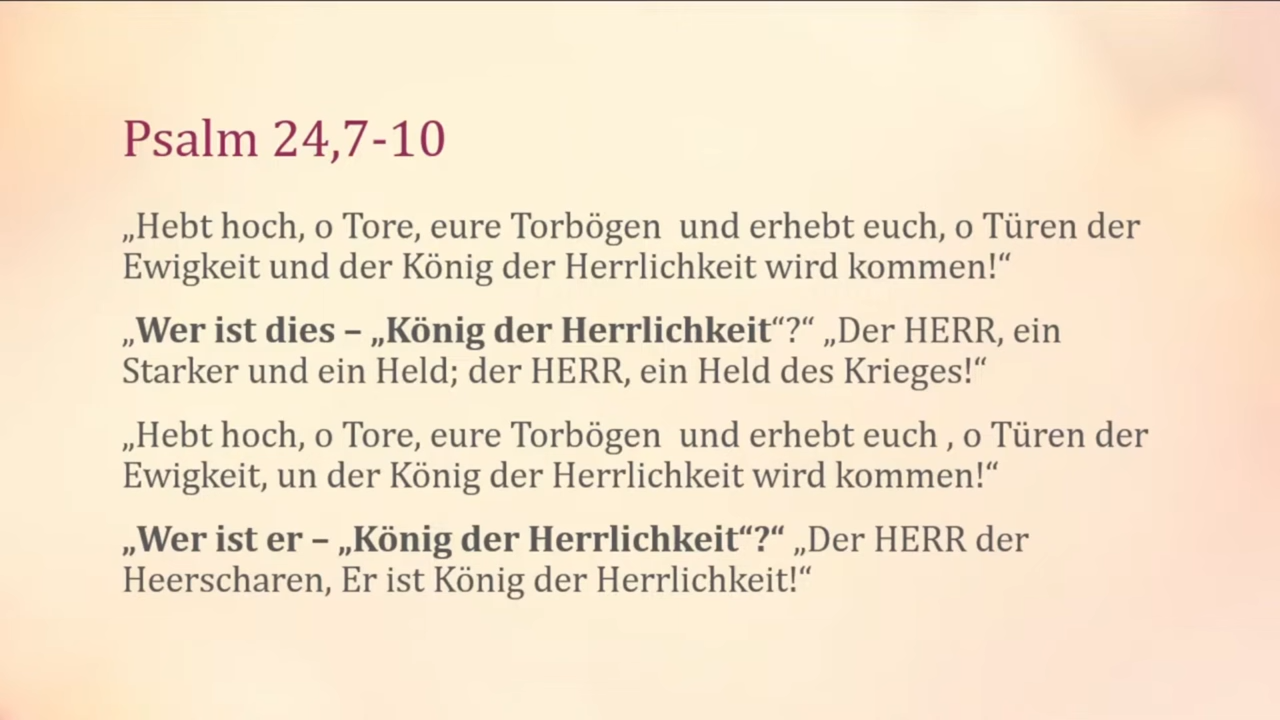 Psalm 24,7-10
„Hebt hoch, o Tore, eure Torbögen  und erhebt euch, o Türen der
Ewigkeit und der König der Herrlichkeit wird kommen!“
„Wer ist dies – „König der Herrlichkeit“?“ „Der HERR, ein
Starker und ein Held; der HERR, ein Held des Krieges!“
„Hebt hoch, o Tore, eure Torbögen  und erhebt euch , o Türen der
Ewigkeit, un der König der Herrlichkeit wird kommen!“
„Wer ist er – „König der Herrlichkeit“?“ „Der HERR der
Heerscharen, Er ist König der Herrlichkeit!“